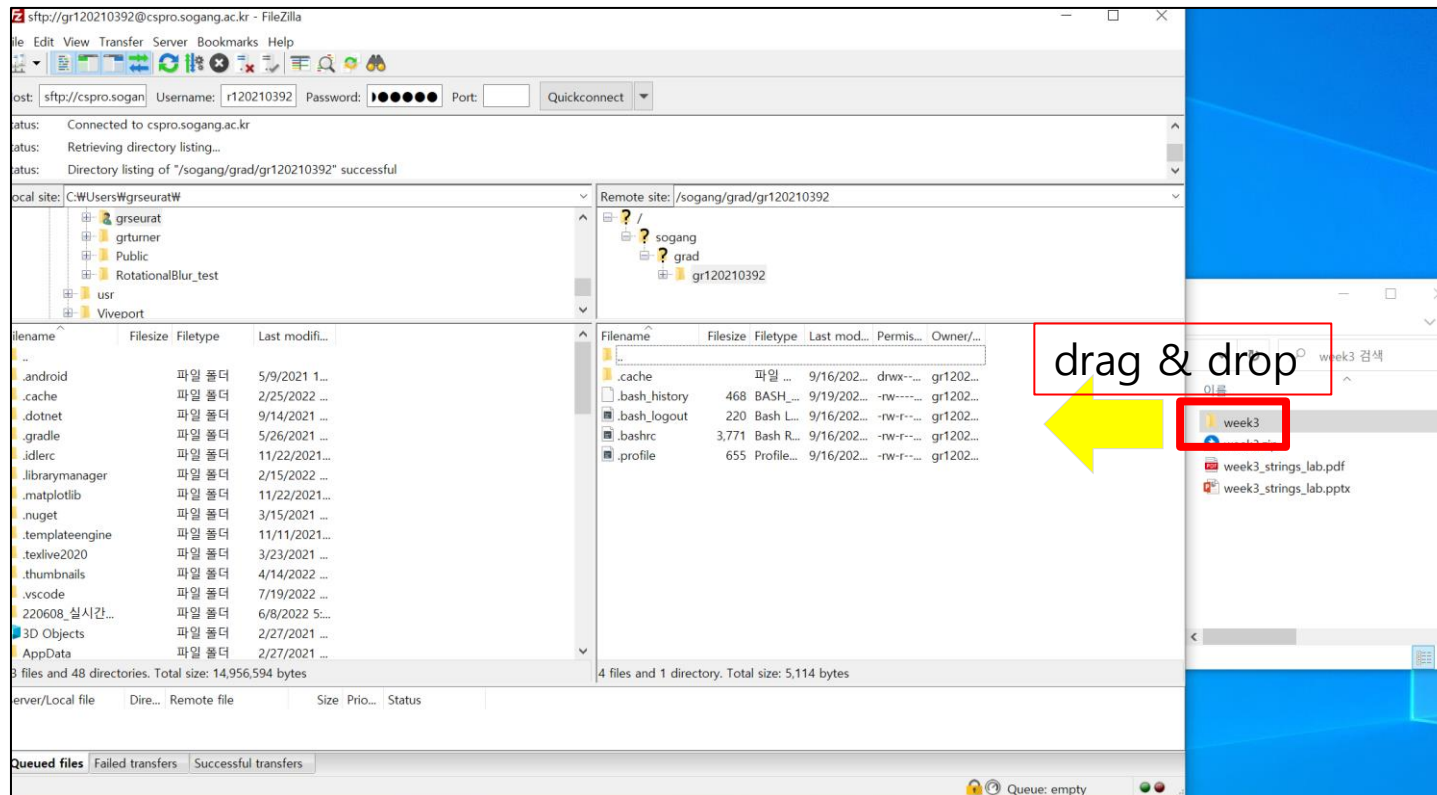 sftp://gr120210392@cspro.sogang.ac.kr - FileZilla
ile Edit View Transfer Server Bookmarks Help
ost: sftp://cspro.sogan Username: r120210392 Password: Port: Quickconnect
tatus: Connected to cspro.sogang.ac.kr
tatus: Retrieving directory listing...
tatus: Directory listing of "/sogang/grad/gr120210392" successful
ocal site: C:₩Users₩grseurat₩
grseurat
grturner
Public
RotationalBlur_test
usr
Viveport
Remote site: /sogang/grad/gr120210392
/
sogang
grad
gr120210392
ilename Filesize Filetype Last modifi...
..
.android 파일 폴더 5/9/2021 1...
.cache 파일 폴더 2/25/2022 ...
.dotnet 파일 폴더 9/14/2021 ...
.gradle 파일 폴더 5/26/2021 ...
.idlerc 파일 폴더 11/22/2021...
.librarymanager 파일 폴더 2/15/2022 ...
.matplotlib 파일 폴더 11/22/2021...
.nuget 파일 폴더 3/15/2021 ...
.templateengine 파일 폴더 11/11/2021...
.texlive2020 파일 폴더 3/23/2021 ...
.thumbnails 파일 폴더 4/14/2022 ...
.vscode 파일 폴더 7/19/2022 ...
220608_실시간... 파일 폴더 6/8/2022 5:...
3D Objects 파일 폴더 2/27/2021 ...
AppData 파일 폴더 2/27/2021 ...
3 files and 48 directories. Total size: 14,956,594 bytes
Filename Filesize Filetype Last mod... Permis... Owner/...
..
.cache 파일 ... 9/16/202... drwx--... gr1202...
.bash_history 468 BASH_... 9/19/202... -rw----... gr1202...
.bash_logout 220 Bash L... 9/16/202... -rw-r--... gr1202...
.bashrc 3,771 Bash R... 9/16/202... -rw-r--... gr1202...
.profile 655 Profile... 9/16/202... -rw-r--... gr1202...
4 files and 1 directory. Total size: 5,114 bytes
erver/Local file Dire... Remote file Size Prio... Status
Queued files Failed transfers Successful transfers
Queue: empty
drag & drop
week3 검색
이름
week3
week3_strings_lab.pdf
week3_strings_lab.pptx